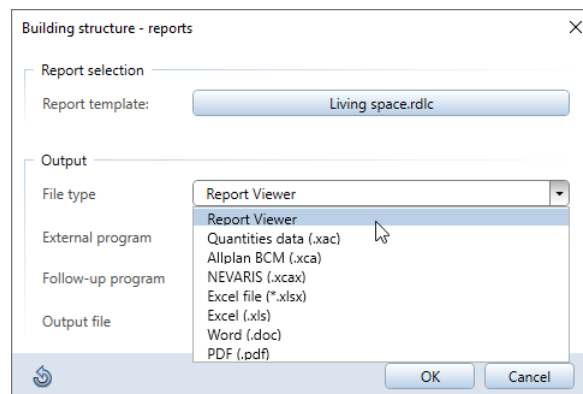 Building structure - reports
Report selection
Report template:
Living space.rdlc
Output
File type
Report Viewer
Report Viewer
External program
Quantities data (.xac)
Allplan BCM (.xca)
Follow-up program
NEVARIS (.xcax)
Excel file (*.xlsx)
Output file
Excel (.xls)
Word (.doc)
PDF (.pdf)
OK
Cancel